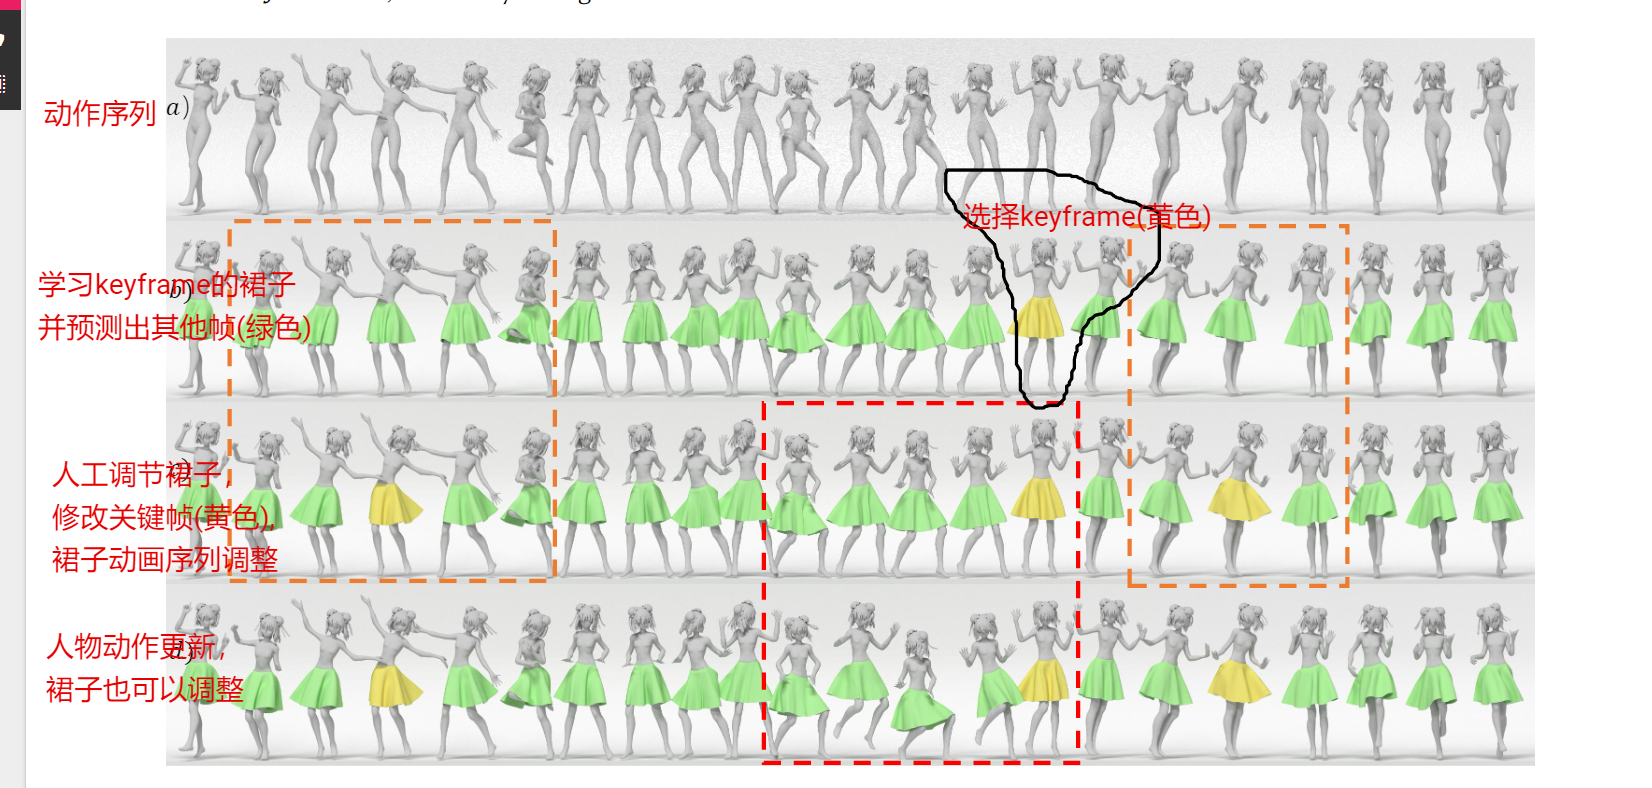 动作序列 a)
选择keyframe(黄色)
b)
学习keyframe的裙子
并预测出其他帧(绿色)
c)
人工调节裙子,
修改关键帧(黄色),
裙子动画序列调整
d)
人物动作更新,
裙子也可以调整